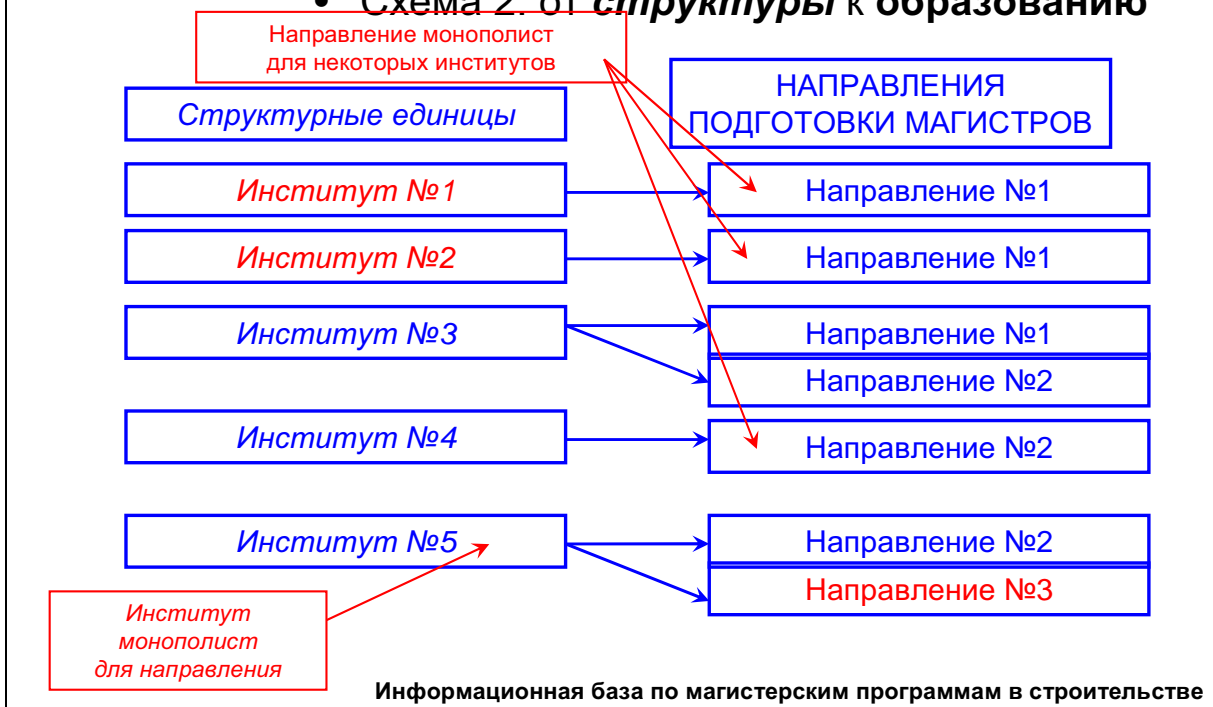 • Схема 2: от структуры к образованию
Направление монополист
для некоторых институтов
НАПРАВЛЕНИЯ
ПОДГОТОВКИ МАГИСТРОВ
Структурные единицы
Институт №1
Направление №1
Институт №2
Направление №1
Институт №3
Направление №1
Направление №2
Институт №4
Направление №2
Институт №5
Направление №2
Направление №3
Институт
монополист
для направления
Информационная база по магистерским программам в строительстве